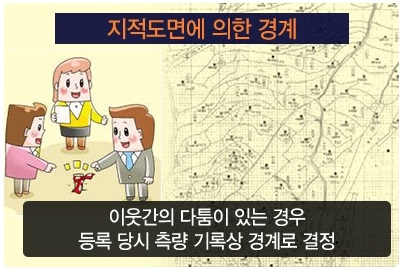 지적도면에 의한 경계
이웃간의 다툼이 있는 경우
등록 당시 측량 기록상 경계로 결정